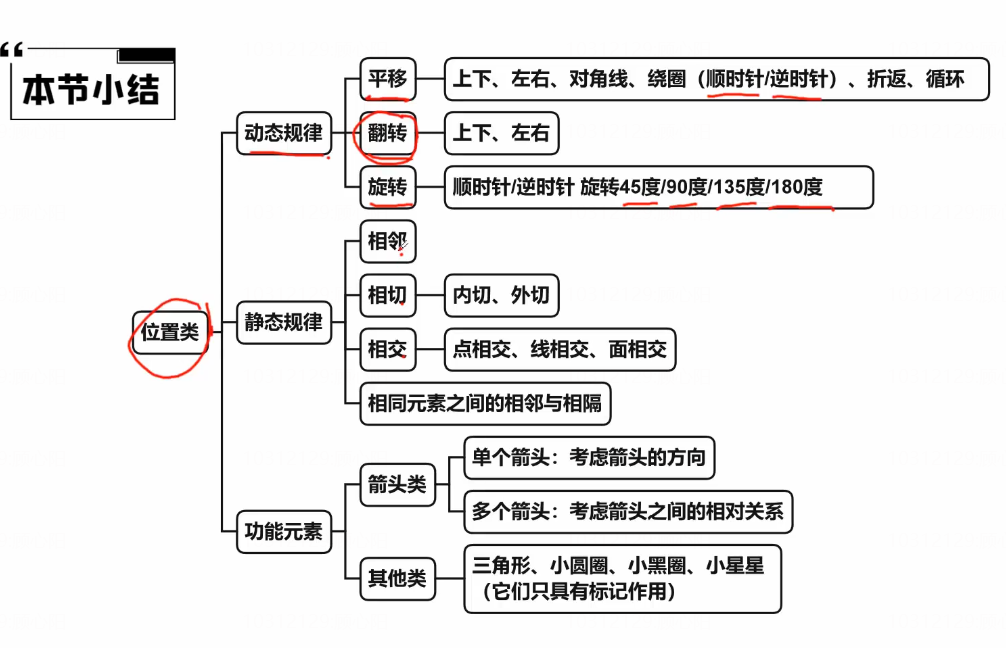 本节小结
位置类
动态规律
平移
上下、左右、对角线、绕圈（顺时针/逆时针）、折返、循环
翻转
上下、左右
旋转
顺时针/逆时针 旋转45度/90度/135度/180度
静态规律
相邻
相切
内切、外切
相交
点相交、线相交、面相交
相同元素之间的相邻与相隔
功能元素
箭头类
单个箭头：考虑箭头的方向
多个箭头：考虑箭头之间的相对关系
其他类
三角形、小圆圈、小黑圈、小星星
（它们只具有标记作用）